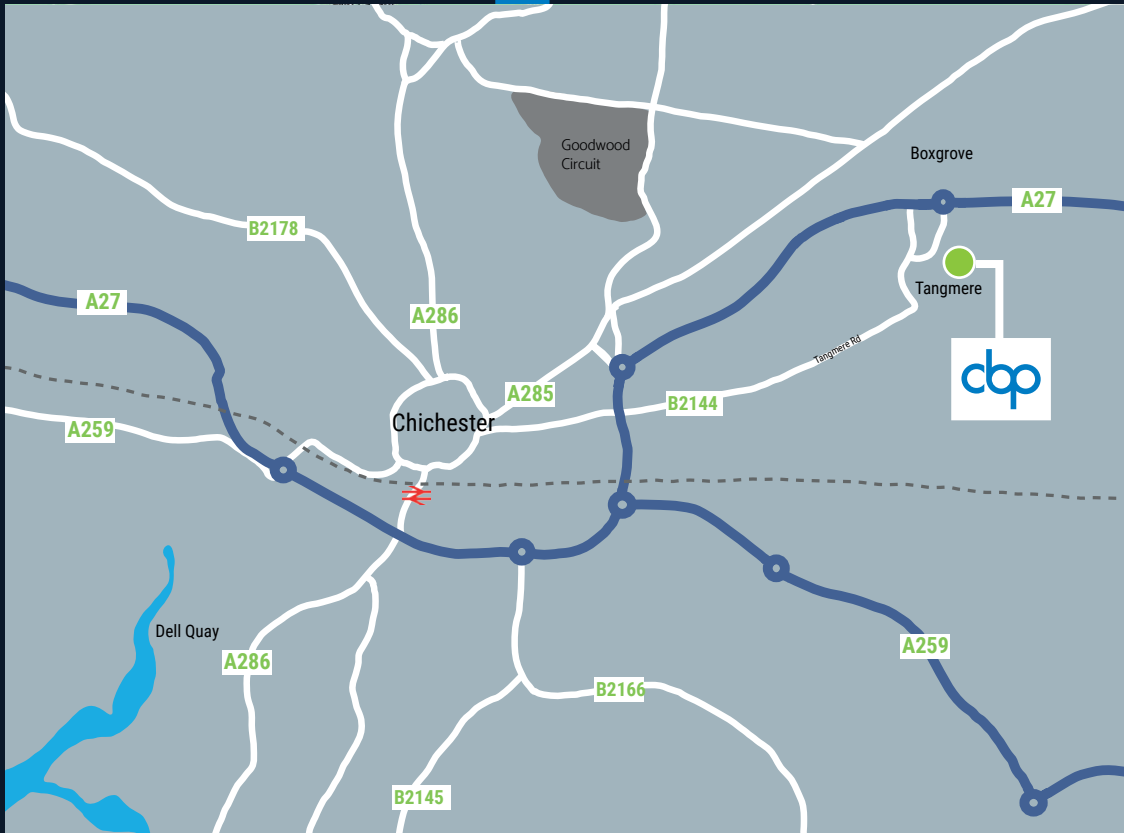 Goodwood
Circuit
Boxgrove
A27
B2178
A27
A286
Tangmere
Tangmere Rd
cbp
A285
B2144
A259
Chichester
Dell Quay
A286
A259
B2166
B2145